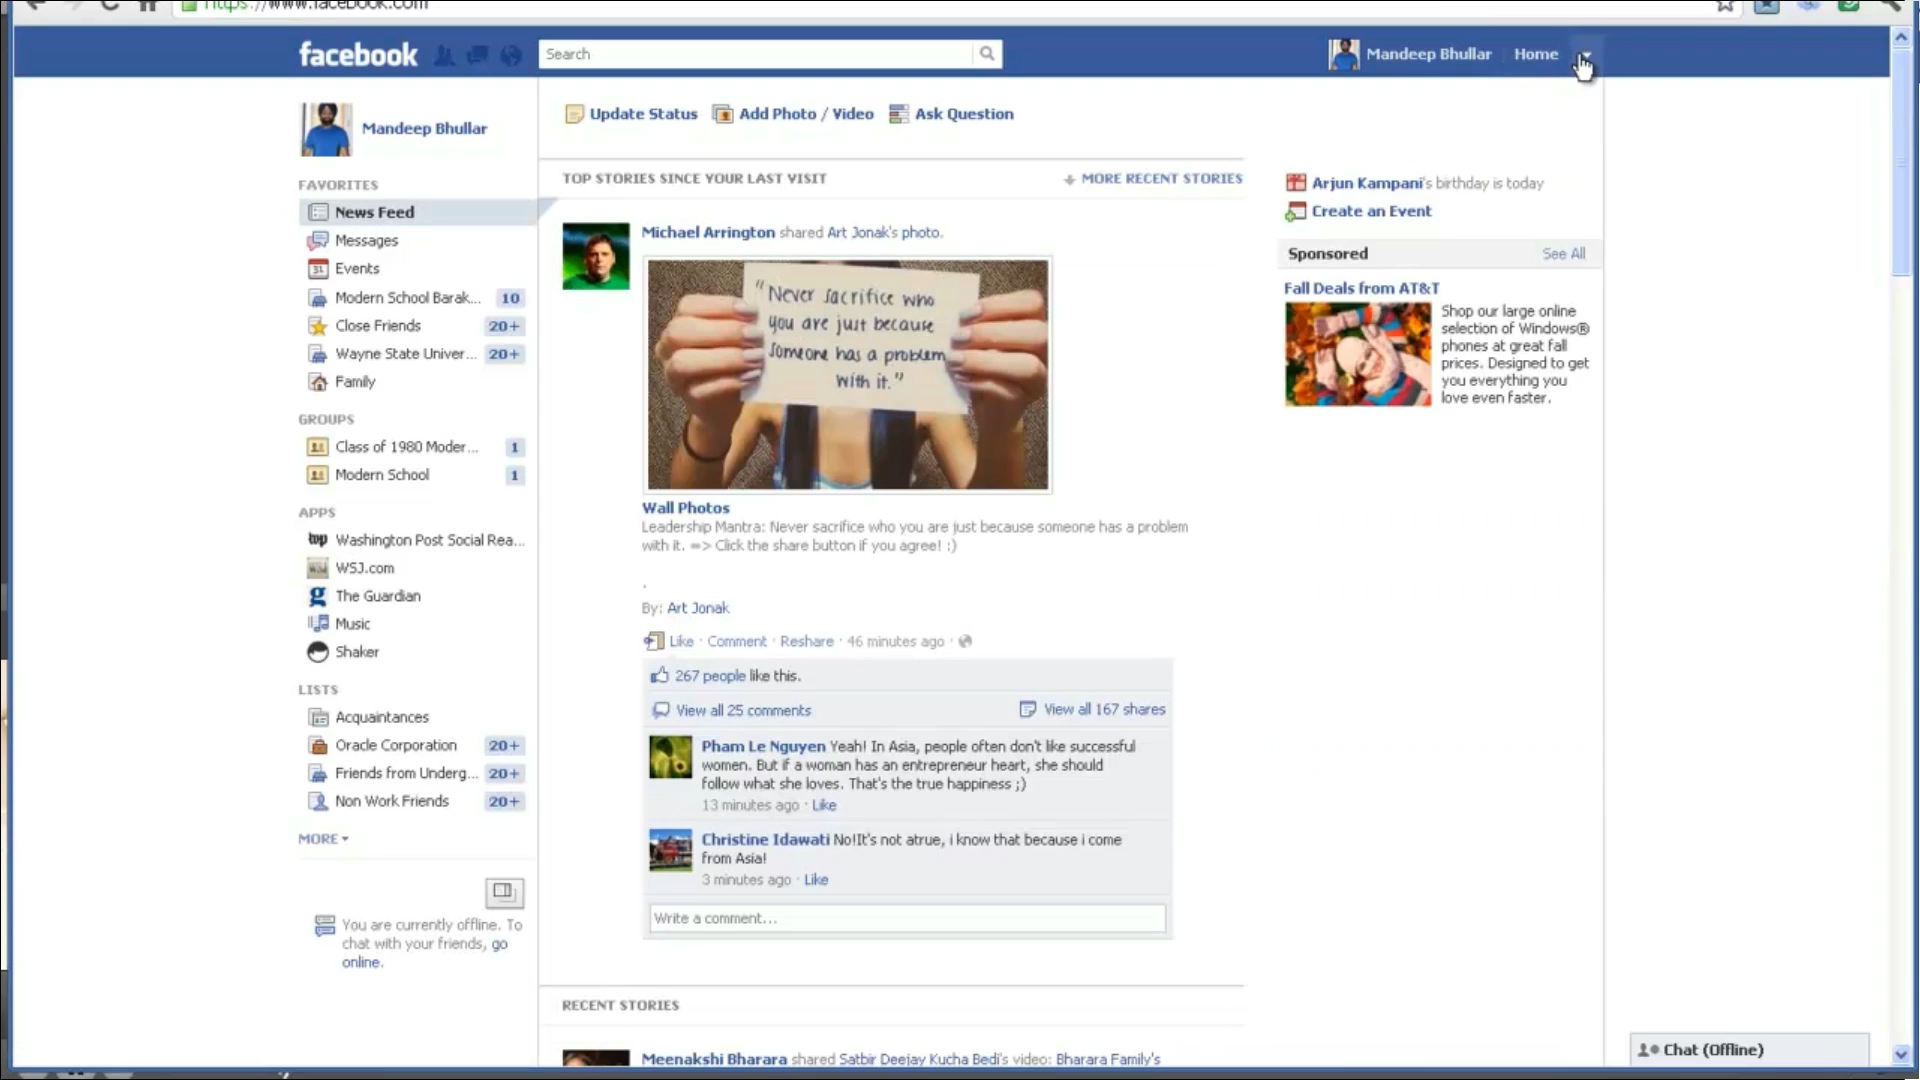 https://www.facebook.com
facebook
Search
Mandeep Bhullar
Home
Mandeep Bhullar
FAVORITES
News Feed
Messages
Events
31
Modern School Barak... 10
Close Friends 20+
Wayne State Univer... 20+
Family
GROUPS
Class of 1980 Moder... 1
Modern School 1
APPS
wp Washington Post Social Rea...
WSJ.com
g The Guardian
Music
Shaker
LISTS
Acquaintances
Oracle Corporation 20+
Friends from Underg... 20+
Non Work Friends 20+
MORE
You are currently offline. To
chat with your friends, go
online.
Update Status Add Photo / Video Ask Question
TOP STORIES SINCE YOUR LAST VISIT
MORE RECENT STORIES
Michael Arrington shared Art Jonak's photo.
"Never sacrifice who
you are just because
someone has a problem
with it."
Wall Photos
Leadership Mantra: Never sacrifice who you are just because someone has a problem
with it. => Click the share button if you agree! :)
.
By: Art Jonak
Like · Comment · Reshare · 46 minutes ago ·
267 people like this.
View all 25 comments
View all 167 shares
Pham Le Nguyen Yeah! In Asia, people often don't like successful
women. But if a woman has an entrepreneur heart, she should
follow what she loves. That's the true happiness ;)
13 minutes ago · Like
Christine Idawati No!It's not atrue, i know that because i come
from Asia!
3 minutes ago · Like
Write a comment...
RECENT STORIES
Meenakshi Bharara shared Satbir Deejay Kucha Bedi's video: Bharara Family's
Arjun Kampani's birthday is today
Create an Event
Sponsored
See All
Fall Deals from AT&T
Shop our large online
selection of Windows®
phones at great fall
prices. Designed to get
you everything you
love even faster.
Chat (Offline)